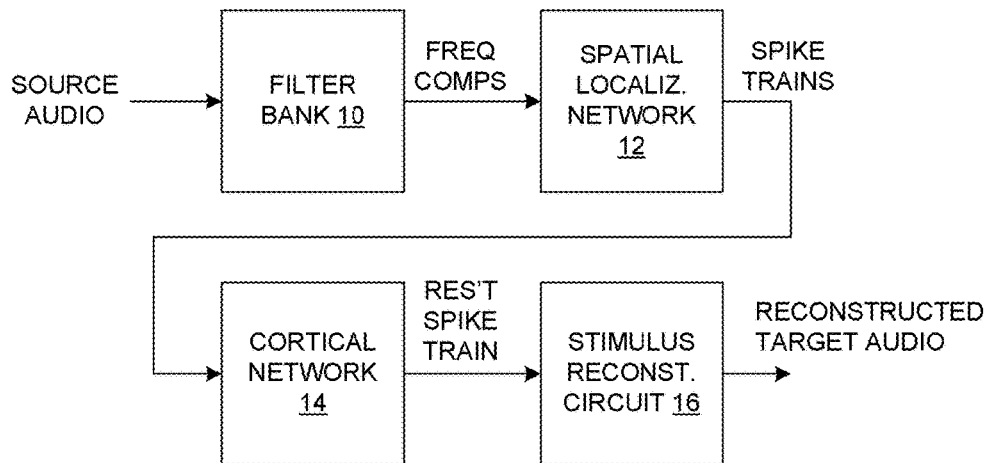 SOURCE
AUDIO
FILTER
BANK 10
FREQ
COMPS
SPATIAL
LOCALIZ.
NETWORK
12
SPIKE
TRAINS
CORTICAL
NETWORK
14
RES'T
SPIKE
TRAIN
STIMULUS
RECONST.
CIRCUIT 16
RECONSTRUCTED
TARGET AUDIO